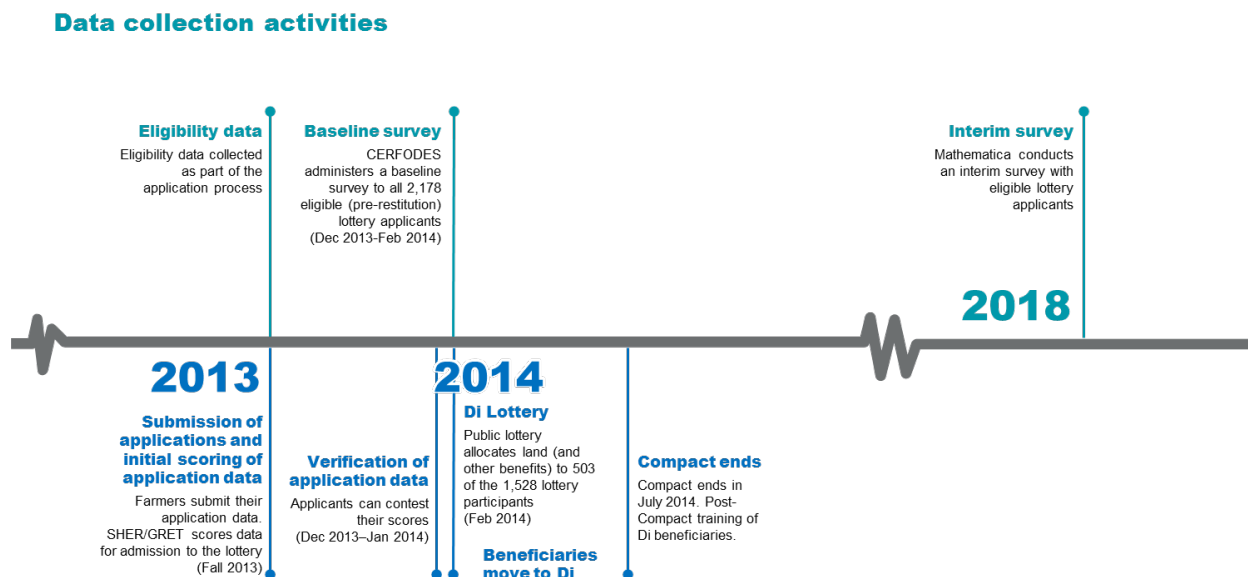 Data collection activities
Eligibility data
Eligibility data collected
as part of the
application process
Baseline survey
CERFODES
administers a baseline
survey to all 2,178
eligible (pre-restitution)
lottery applicants
(Dec 2013-Feb 2014)
Interim survey
Mathematica conducts
an interim survey with
eligible lottery
applicants
2018
2013
2014
Submission of
applications and
initial scoring of
application data
Farmers submit their
application data.
SHER/GRET scores data
for admission to the lottery
(Fall 2013)
Verification of
application data
Applicants can contest
their scores
(Dec 2013–Jan 2014)
Di Lottery
Public lottery
allocates land (and
other benefits) to 503
of the 1,528 lottery
participants
(Feb 2014)
Beneficiaries
move to Di
Compact ends
Compact ends in
July 2014. Post-
Compact training of
Di beneficiaries.